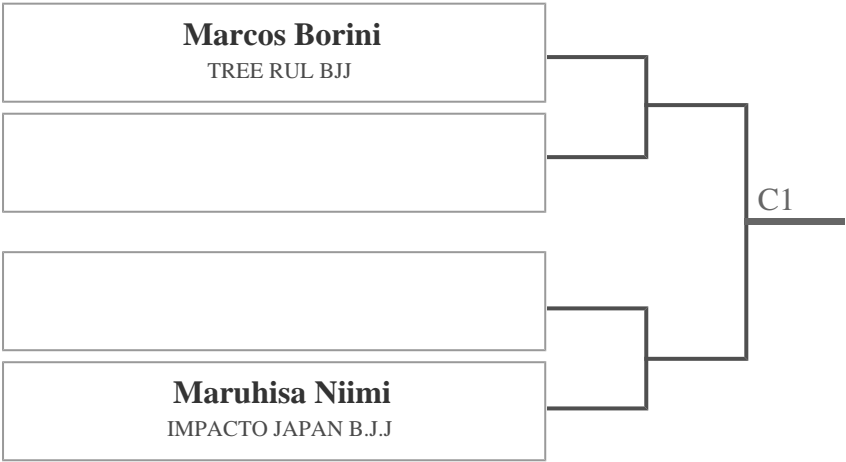 Marcos Borini
TREE RUL BJJ
C1
Maruhisa Niimi
IMPACTO JAPAN B.J.J